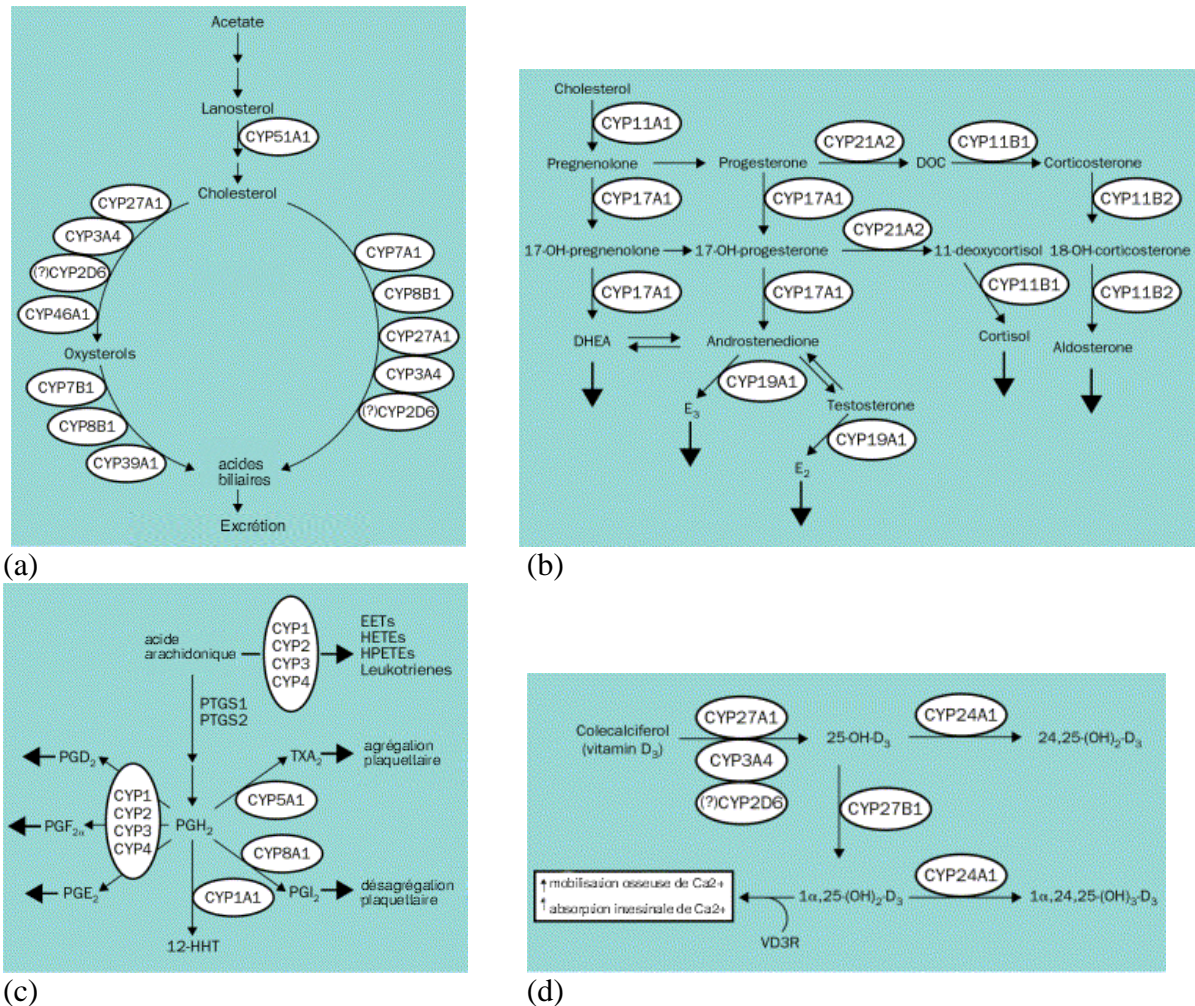 Acetate
Lanosterol
CYP51A1
Cholesterol
CYP27A1
CYP3A4
(?)CYP2D6
CYP46A1
Oxysterols
CYP7B1
CYP8B1
CYP39A1
CYP7A1
CYP8B1
CYP27A1
CYP3A4
(?)CYP2D6
acides
biliaires
Excrétion
(a)
Cholesterol
CYP11A1
CYP21A2
CYP11B1
Pregnenolone
Progesterone
DOC
Corticosterone
CYP17A1
CYP17A1
CYP11B2
CYP21A2
17-OH-pregnenolone
17-OH-progesterone
11-deoxycortisol
18-OH-corticosterone
CYP17A1
CYP17A1
CYP11B1
CYP11B2
DHEA
Androstenedione
Cortisol
Aldosterone
CYP19A1
E₃
Testosterone
CYP19A1
E₂
(b)
acide
arachidonique
CYP1
CYP2
CYP3
CYP4
EETs
HETEs
HPETEs
Leukotrienes
PTGS1
PTGS2
PGD₂
TXA₂
agrégation
plaquellaire
CYP1
CYP2
CYP3
CYP4
CYP5A1
PGF₂α
PGH₂
CYP8A1
PGE₂
CYP1A1
PGI₂
désagrégation
plaquellaire
12-HHT
(c)
CYP27A1
CYP24A1
Colecalciferol
(vitamin D₃)
25-OH-D₃
24,25-(OH)₂-D₃
CYP3A4
(?)CYP2D6
CYP27B1
CYP24A1
↑ mobilisation osseuse de Ca2+
↑ absorption intessinale de Ca2+
1α,25-(OH)₂-D₃
1α,24,25-(OH)₃-D₃
VD3R
(d)